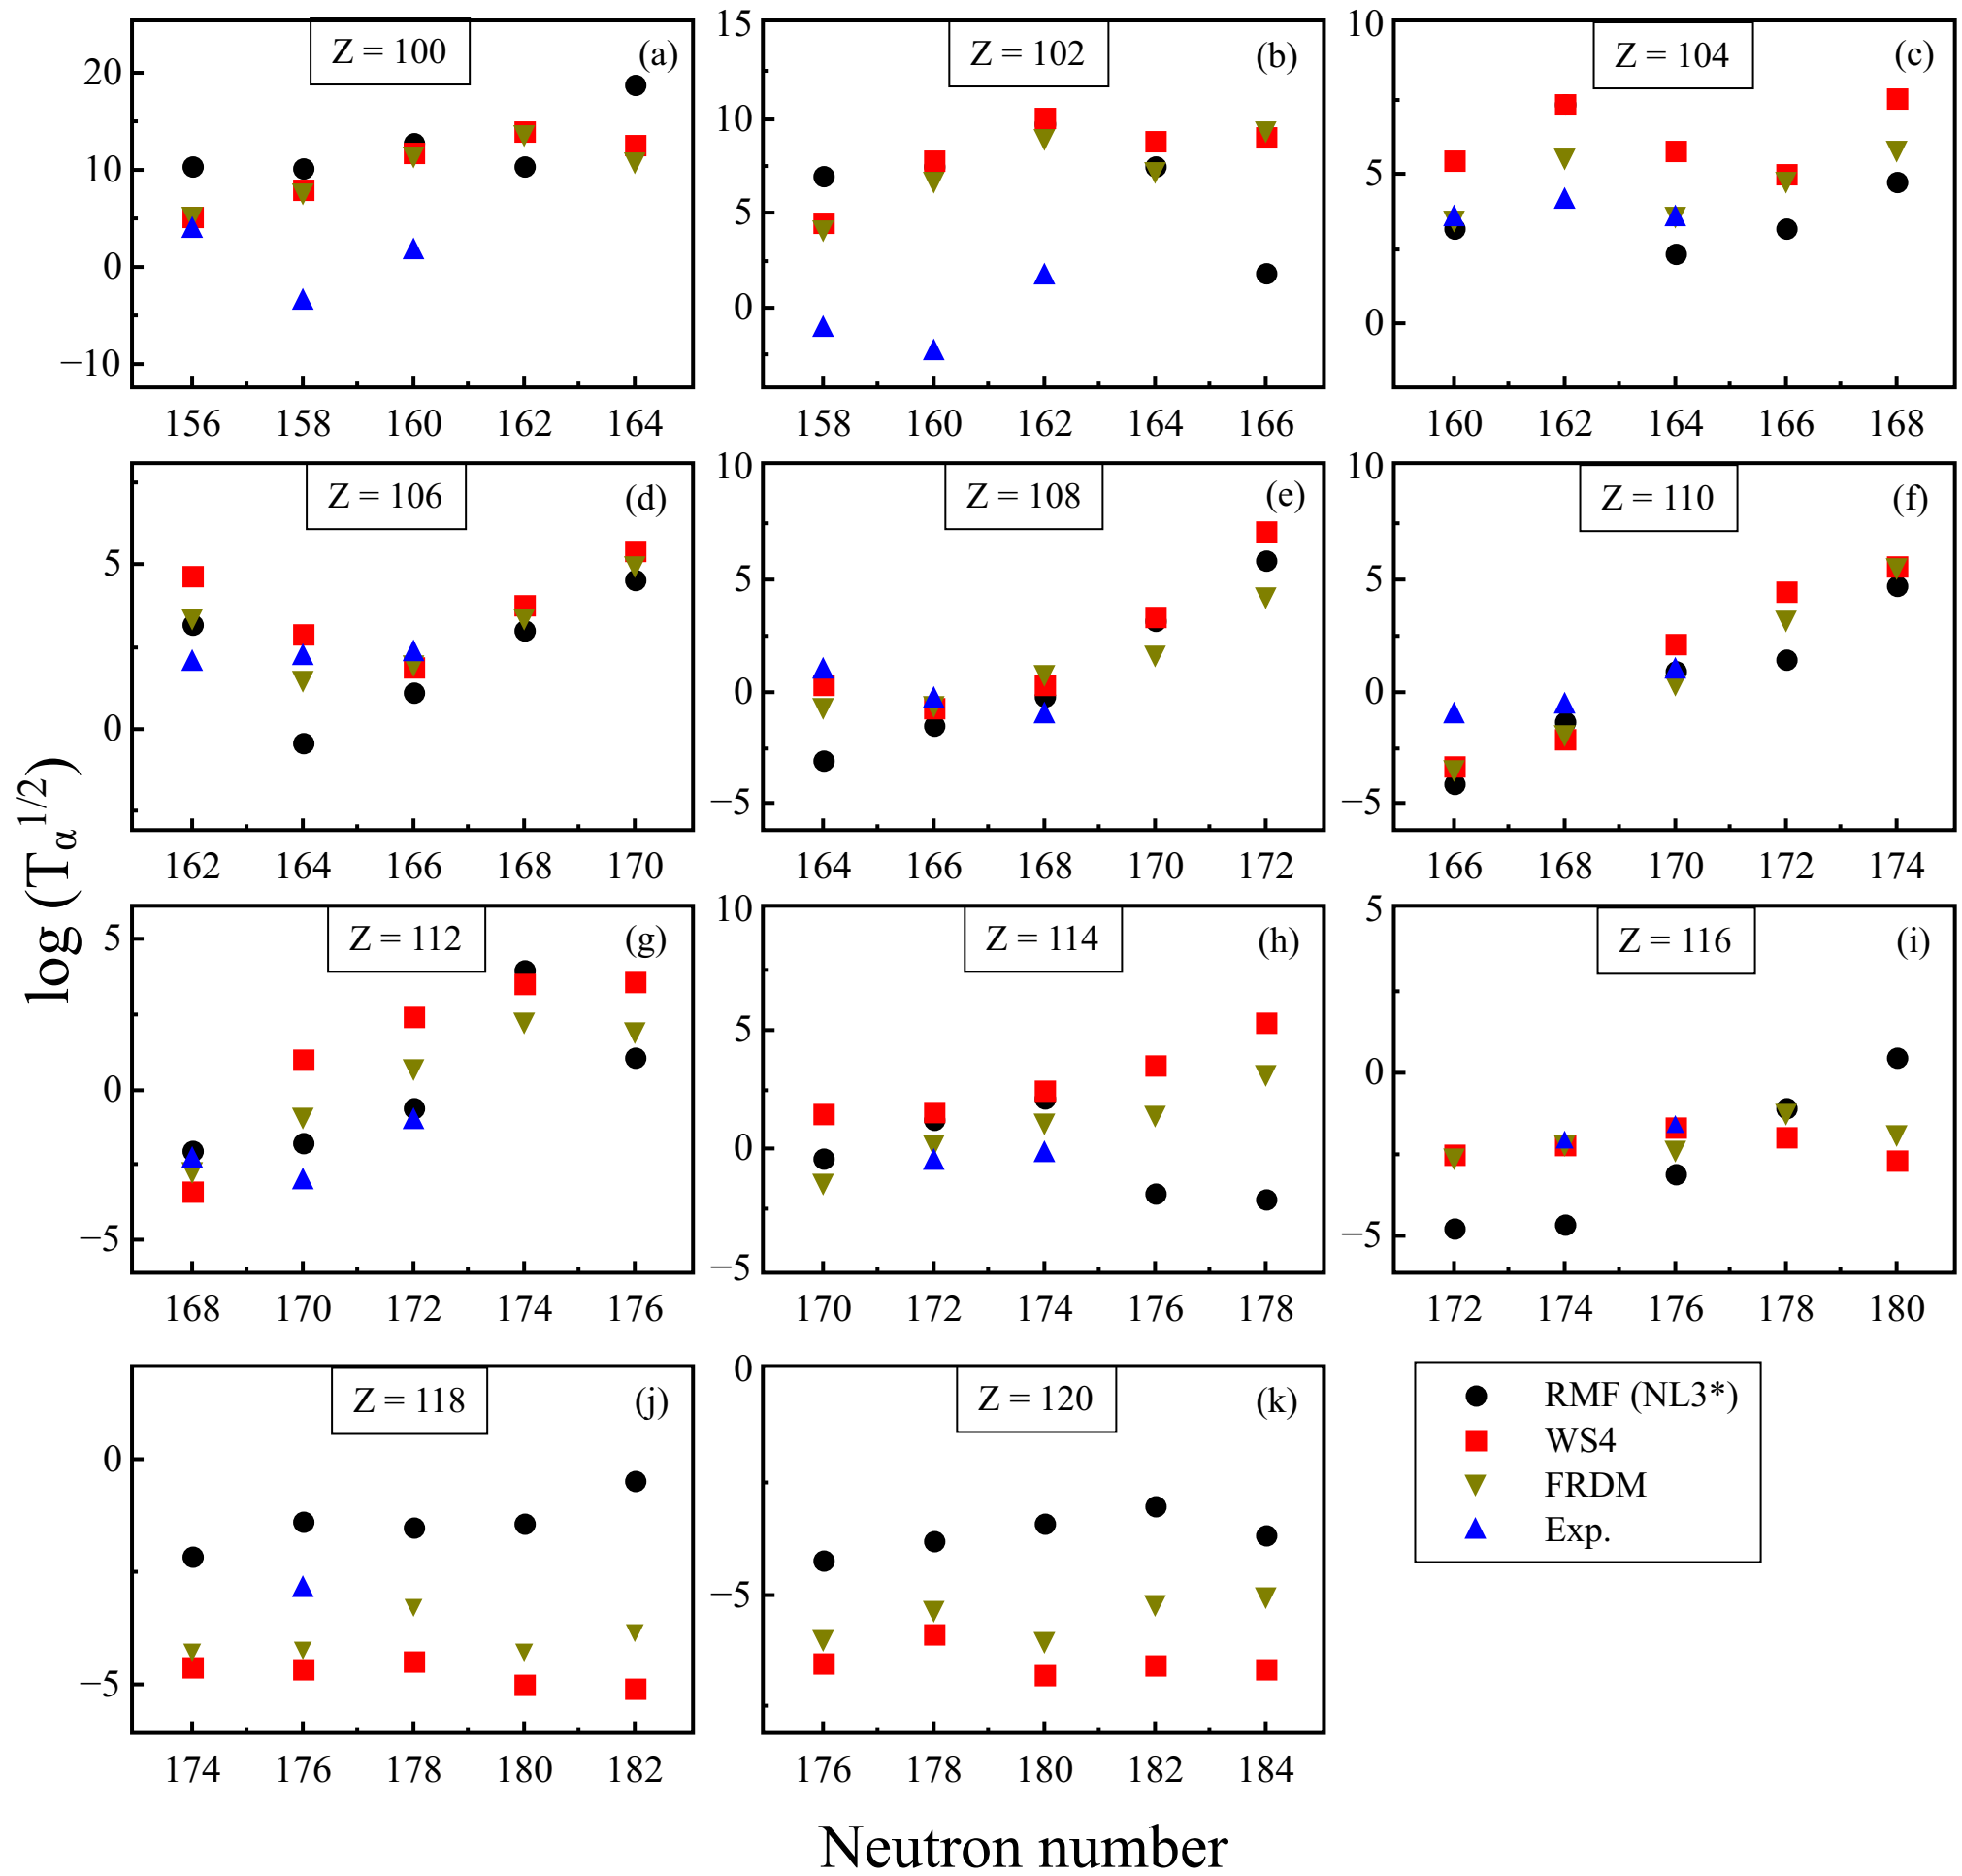 Z = 100
(a)
20
10
0
−10
156 158 160 162 164
Z = 102
(b)
15
10
5
0
158 160 162 164 166
Z = 104
(c)
10
5
0
160 162 164 166 168
Z = 106
(d)
5
0
162 164 166 168 170
Z = 108
(e)
10
5
0
−5
164 166 168 170 172
Z = 110
(f)
10
5
0
−5
166 168 170 172 174
Z = 112
(g)
5
0
−5
168 170 172 174 176
Z = 114
(h)
10
5
0
−5
170 172 174 176 178
Z = 116
(i)
5
0
−5
172 174 176 178 180
Z = 118
(j)
0
−5
174 176 178 180 182
Z = 120
(k)
0
−5
176 178 180 182 184
RMF (NL3*)
WS4
FRDM
Exp.
log (Tα1/2)
Neutron number